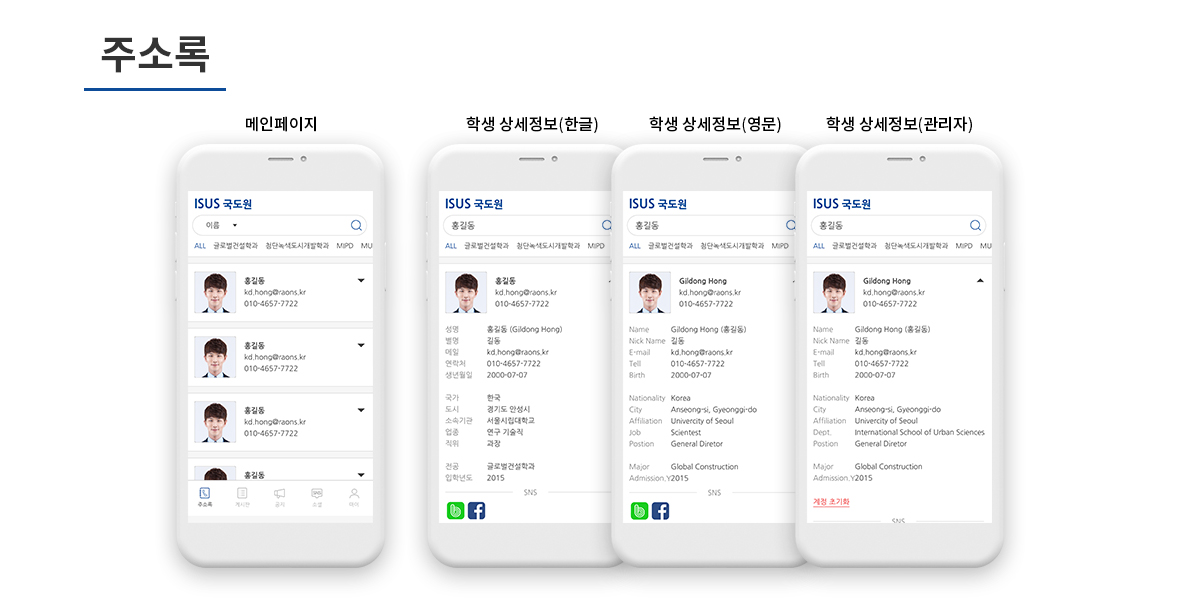 주소록
메인페이지
ISUS 국도원
이름
ALL 글로벌건설학과 첨단녹색도시개발학과 MIPD MU
홍길동
kd.hong@raons.kr
010-4657-7722
홍길동
kd.hong@raons.kr
010-4657-7722
홍길동
kd.hong@raons.kr
010-4657-7722
홍길동
주소록 게시판 공지 소셜 마이
학생 상세정보(한글)
ISUS 국도원
홍길동
ALL 글로벌건설학과 첨단녹색도시개발학과 MIPD
홍길동
kd.hong@raons.kr
010-4657-7722
성명 홍길동 (Gildong Hong)
별명 길동
메일 kd.hong@raons.kr
연락처 010-4657-7722
생년월일 2000-07-07
국가 한국
도시 경기도 안성시
소속기관 서울시립대학교
업종 연구 기술직
직위 과장
전공 글로벌건설학과
입학년도 2015
SNS
학생 상세정보(영문)
ISUS 국도원
홍길동
ALL 글로벌건설학과 첨단녹색도시개발학과 MIPD
Gildong Hong
kd.hong@raons.kr
010-4657-7722
Name Gildong Hong (홍길동)
Nick Name 길동
E-mail kd.hong@raons.kr
Tell 010-4657-7722
Birth 2000-07-07
Nationality Korea
City Anseong-si, Gyeonggi-do
Affiliation Univercity of Seoul
Job Scientest
Postion General Diretor
Major Global Construction
Admission.Y 2015
SNS
학생 상세정보(관리자)
ISUS 국도원
홍길동
ALL 글로벌건설학과 첨단녹색도시개발학과 MIPD MU
Gildong Hong
kd.hong@raons.kr
010-4657-7722
Name Gildong Hong (홍길동)
Nick Name 길동
E-mail kd.hong@raons.kr
Tell 010-4657-7722
Birth 2000-07-07
Nationality Korea
City Anseong-si, Gyeonggi-do
Affiliation Univercity of Seoul
Dept. International School of Urban Sciences
Postion General Diretor
Major Global Construction
Admission.Y 2015
계정 초기화
SNS